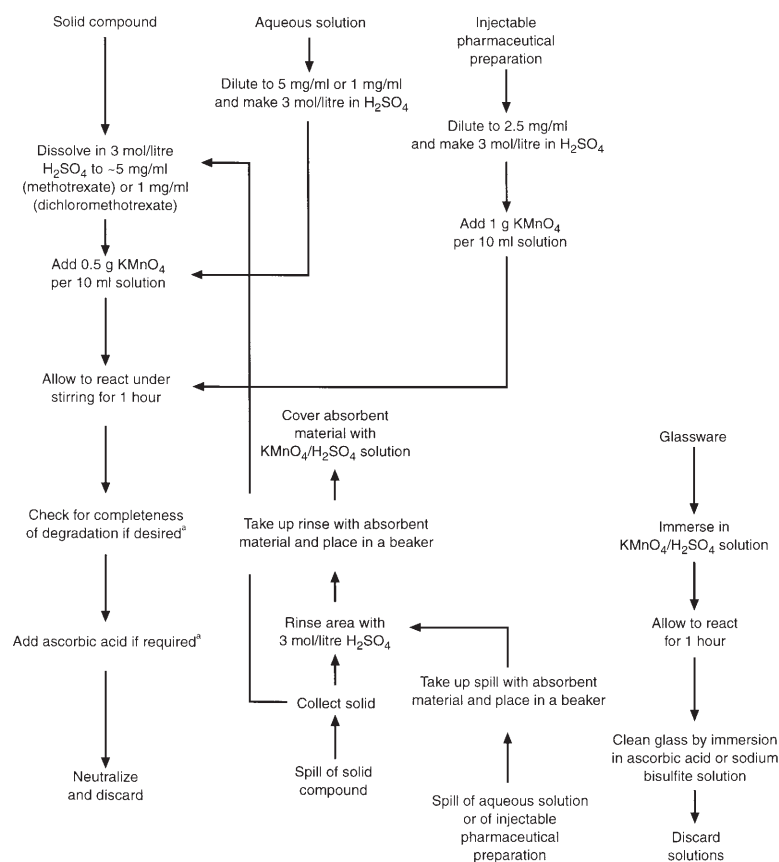 Solid compound
Dissolve in 3 mol/litre
H₂SO₄ to ~5 mg/ml
(methotrexate) or 1 mg/ml
(dichloromethotrexate)
Add 0.5 g KMnO₄
per 10 ml solution
Allow to react under
stirring for 1 hour
Check for completeness
of degradation if desiredᵃ
Add ascorbic acid if requiredᵃ
Neutralize
and discard
Aqueous solution
Dilute to 5 mg/ml or 1 mg/ml
and make 3 mol/litre in H₂SO₄
Injectable
pharmaceutical
preparation
Dilute to 2.5 mg/ml
and make 3 mol/litre in H₂SO₄
Add 1 g KMnO₄
per 10 ml solution
Cover absorbent
material with
KMnO₄/H₂SO₄ solution
Take up rinse with absorbent
material and place in a beaker
Rinse area with
3 mol/litre H₂SO₄
Collect solid
Spill of solid
compound
Take up spill with absorbent
material and place in a beaker
Spill of aqueous solution
or of injectable
pharmaceutical
preparation
Glassware
Immerse in
KMnO₄/H₂SO₄ solution
Allow to react
for 1 hour
Clean glass by immersion
in ascorbic acid or sodium
bisulfite solution
Discard
solutions